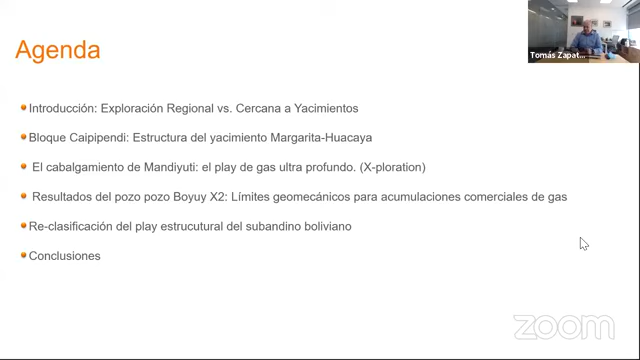 Agenda
Tomás Zapat...
Introducción: Exploración Regional vs. Cercana a Yacimientos
Bloque Caipipendi: Estructura del yacimiento Margarita-Huacaya
El cabalgamiento de Mandiyuti: el play de gas ultra profundo. (X-ploration)
Resultados del pozo pozo Boyuy X2: Límites geomecánicos para acumulaciones comerciales de gas
Re-clasificación del play estrucutural del subandino boliviano
Conclusiones
zoom